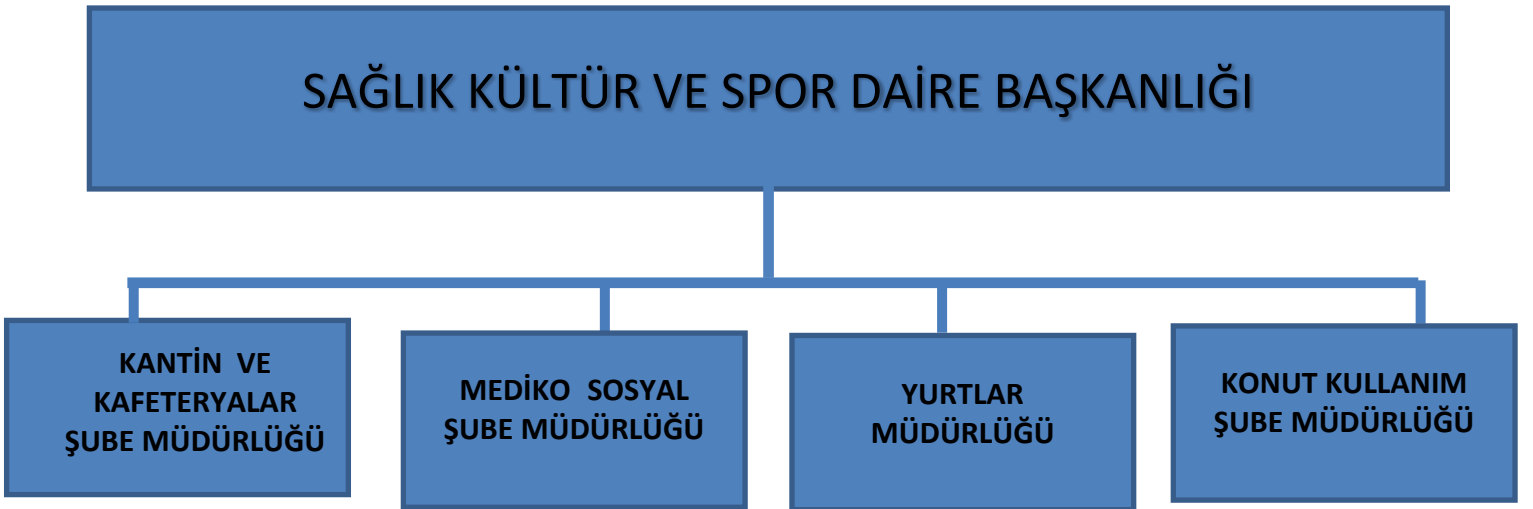 SAĞLIK KÜLTÜR VE SPOR DAİRE BAŞKANLIĞI
KANTİN VE
KAFETERYALAR
ŞUBE MÜDÜRLÜĞÜ
MEDİKO SOSYAL
ŞUBE MÜDÜRLÜĞÜ
YURTLAR
MÜDÜRLÜĞÜ
KONUT KULLANIM
ŞUBE MÜDÜRLÜĞÜ